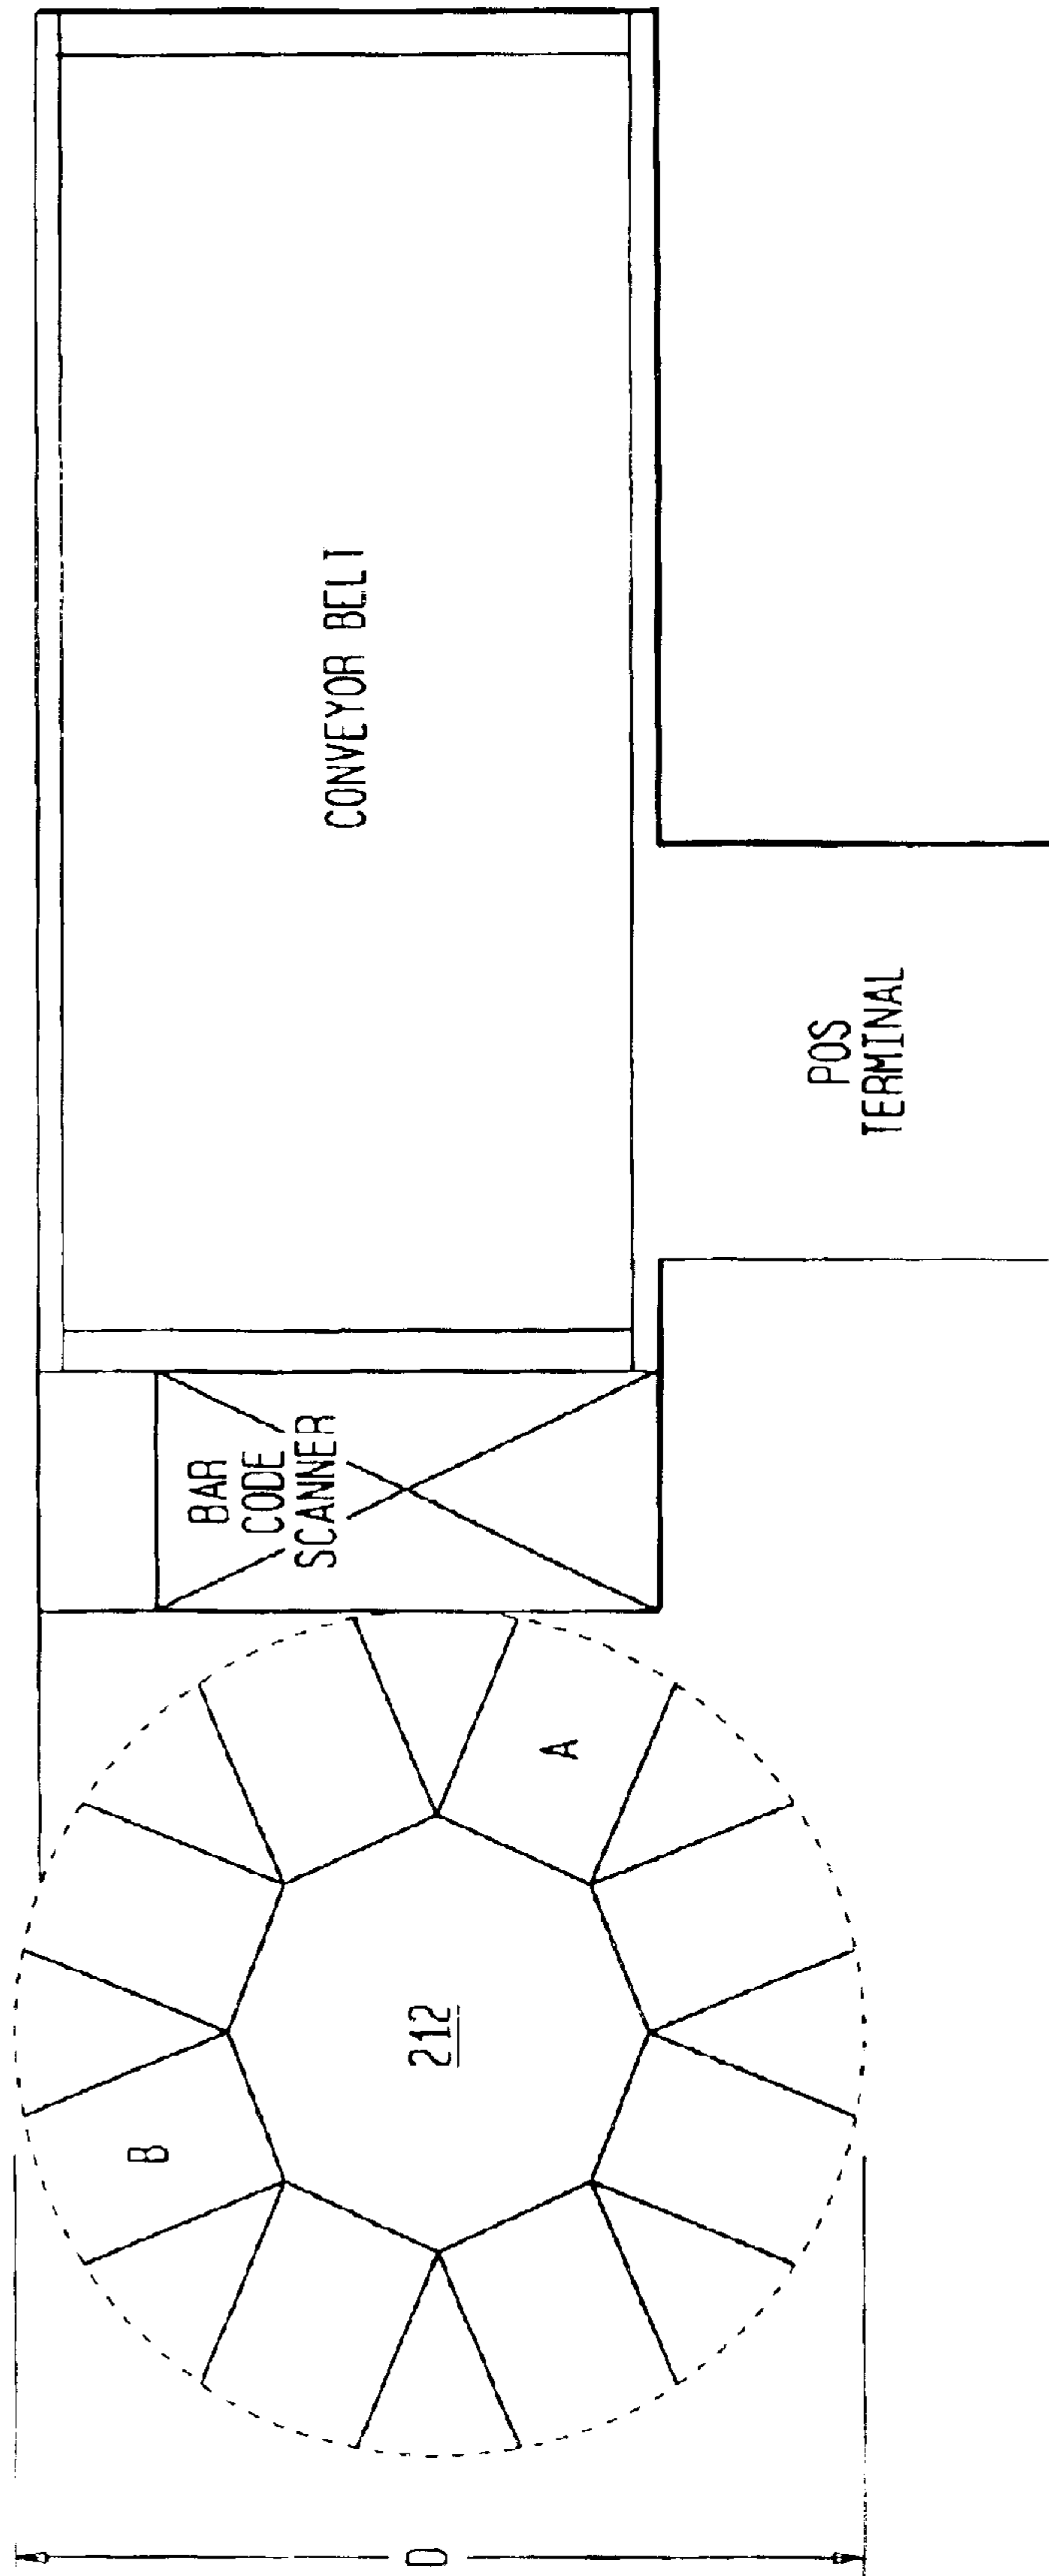 CONVEYOR BELT
POS
TERMINAL
BAR
CODE
SCANNER
A
212
B
D